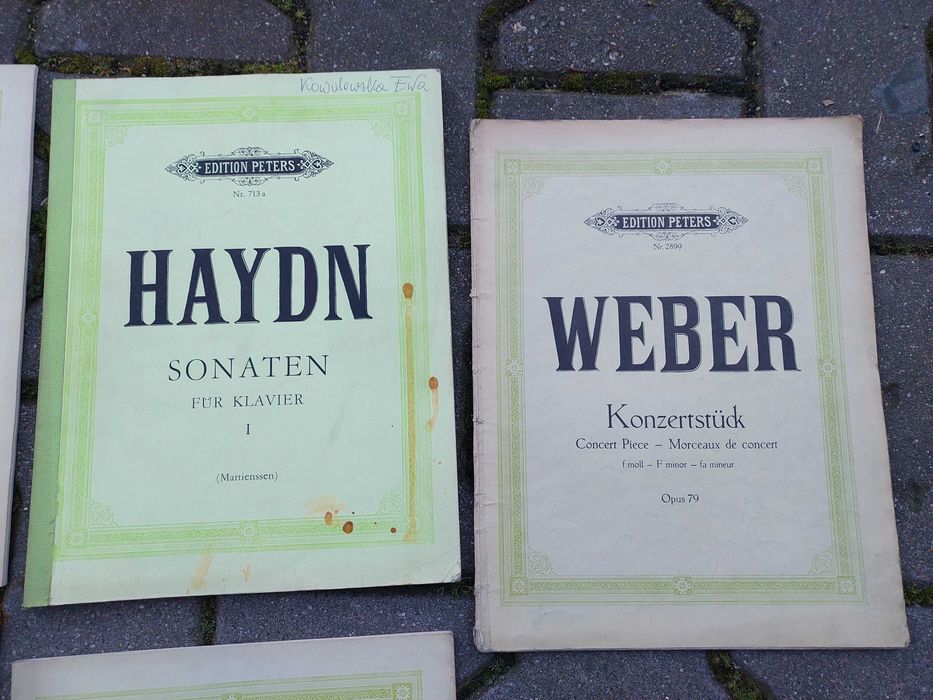 Kowalewska Ewa
EDITION PETERS
Nr. 713a
HAYDN
SONATEN
FÜR KLAVIER
I
(Martienssen)
EDITION PETERS
Nr. 2899
WEBER
Konzertstück
Concert Piece – Morceaux de concert
f moll – F minor – fa mineur
Opus 79